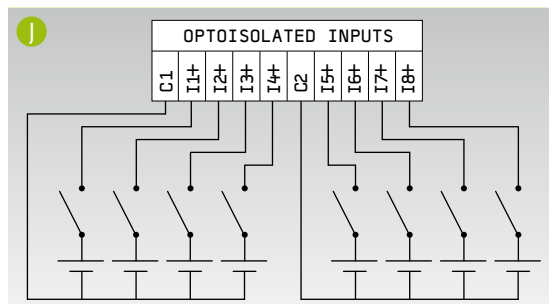 J
OPTOISOLATED INPUTS
C1 I1+ I2+ I3+ I4+ C2 I5+ I6+ I7+ I8+